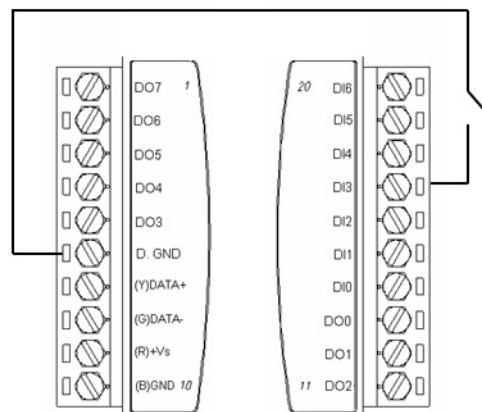 DO7 1
DO6
DO5
DO4
DO3
D. GND
(Y)DATA+
(G)DATA-
(R)+Vs
(B)GND 10
20 DI6
DI5
DI4
DI3
DI2
DI1
DI0
DO0
DO1
11 DO2